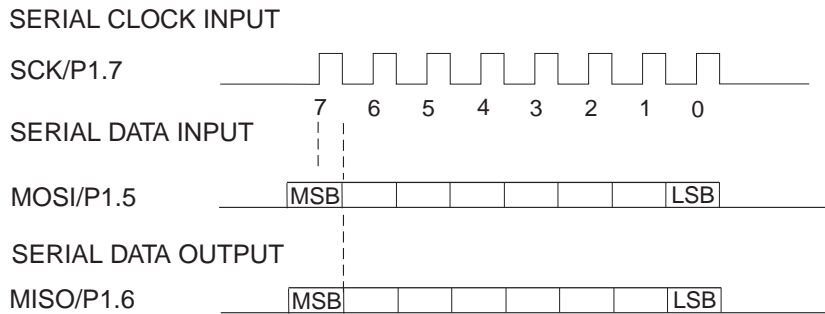 SERIAL CLOCK INPUT
SCK/P1.7
7 6 5 4 3 2 1 0
SERIAL DATA INPUT
MOSI/P1.5 MSB LSB
SERIAL DATA OUTPUT
MISO/P1.6 MSB LSB